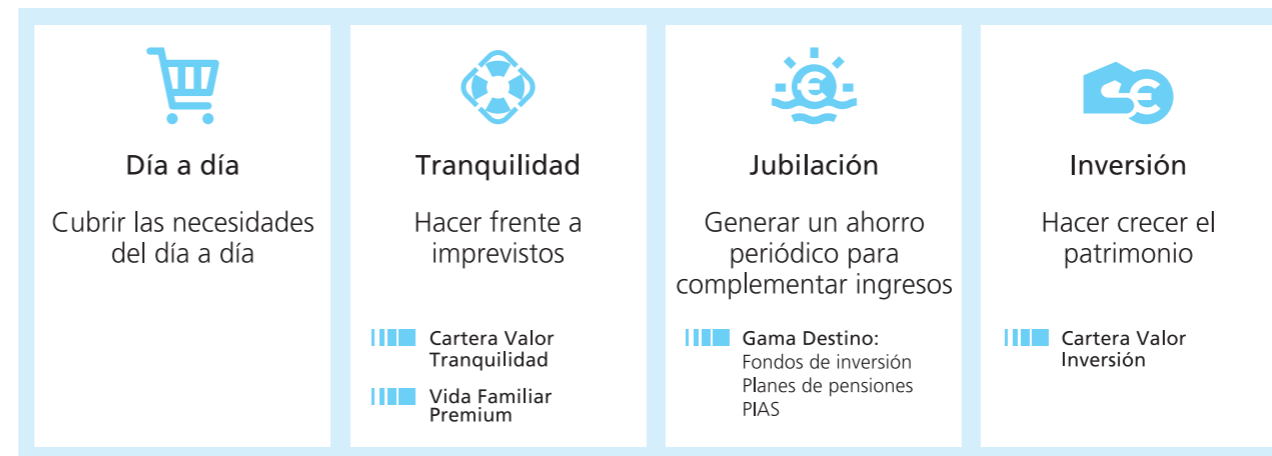 Día a día
Cubrir las necesidades
del día a día
Tranquilidad
Hacer frente a
imprevistos
Cartera Valor
Tranquilidad
Vida Familiar
Premium
Jubilación
Generar un ahorro
periódico para
complementar ingresos
Gama Destino:
Fondos de inversión
Planes de pensiones
PIAS
Inversión
Hacer crecer el
patrimonio
Cartera Valor
Inversión